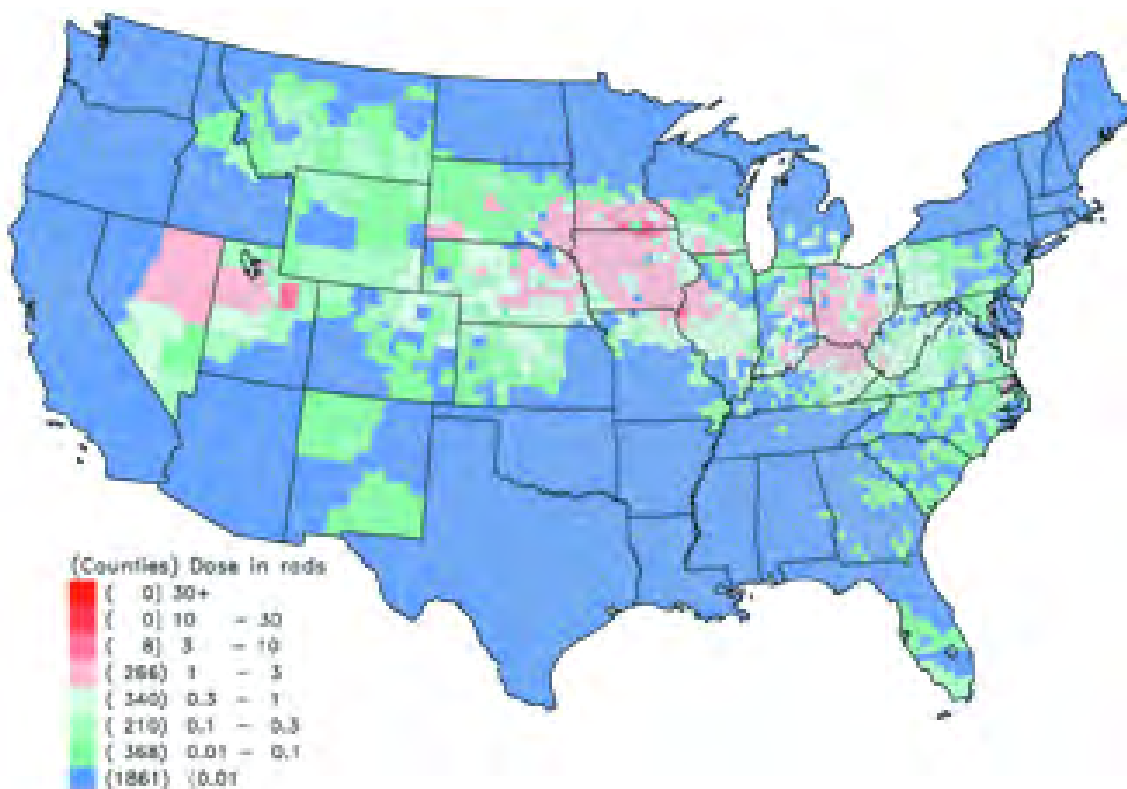 (Counties) Dose in rads
( 0) 30+
( 0) 10 - 30
( 8) 3 - 10
( 266) 1 - 3
( 340) 0.3 - 1
( 210) 0.1 - 0.3
( 368) 0.01 - 0.1
(1861) <0.01